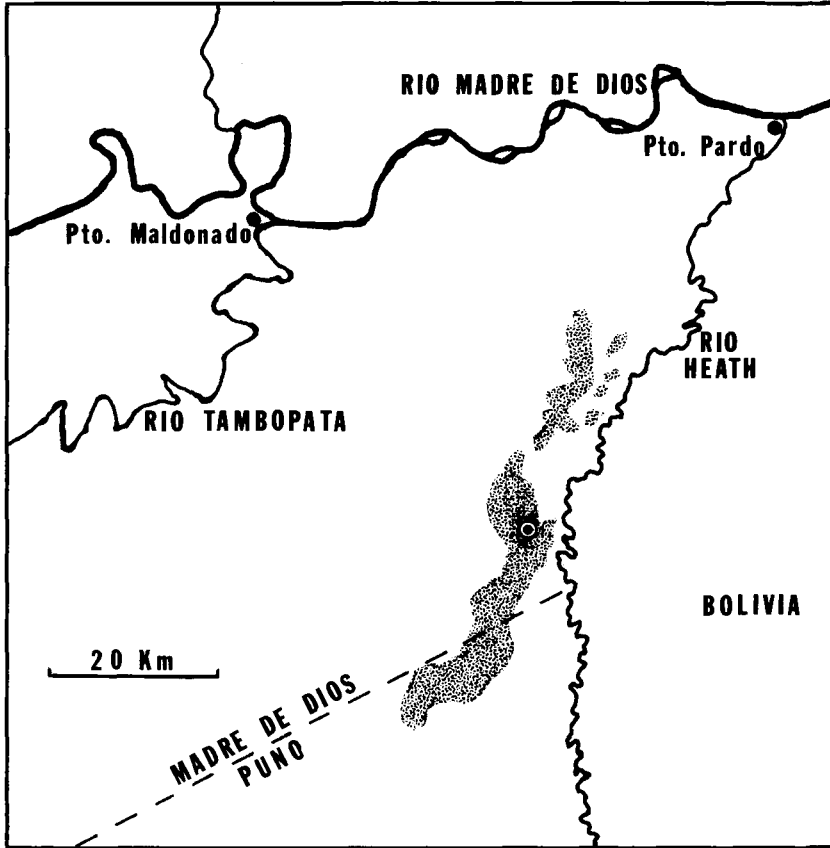 RIO MADRE DE DIOS
Pto. Pardo
Pto. Maldonado
RIO
HEATH
RIO TAMBOPATA
BOLIVIA
20 Km
MADRE DE DIOS
PUNO